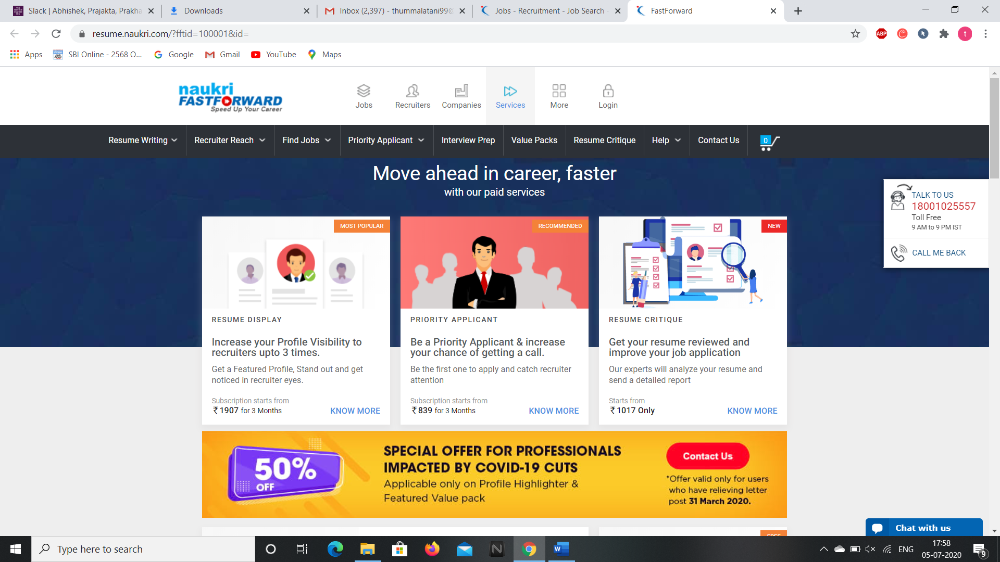 Slack | Abhishek, Prajakta, Prakha
Downloads
Inbox (2,397) - thummalatani99@
Jobs - Recruitment - Job Search -
FastForward
resume.naukri.com/?fftid=100001&id=
ABP
t
Apps
SBI Online - 2568 O...
Google
Gmail
YouTube
Maps
naukri
FASTFORWARD
Speed Up Your Career
Jobs
Recruiters
Companies
Services
More
Login
Resume Writing
Recruiter Reach
Find Jobs
Priority Applicant
Interview Prep
Value Packs
Resume Critique
Help
Contact Us
0
Move ahead in career, faster
with our paid services
TALK TO US
18001025557
Toll Free
9 AM to 9 PM IST
CALL ME BACK
MOST POPULAR
RESUME DISPLAY
Increase your Profile Visibility to
recruiters upto 3 times.
Get a Featured Profile, Stand out and get
noticed in recruiter eyes.
Subscription starts from
₹ 1907 for 3 Months
KNOW MORE
RECOMMENDED
PRIORITY APPLICANT
Be a Priority Applicant & increase
your chance of getting a call.
Be the first one to apply and catch recruiter
attention
Subscription starts from
₹ 839 for 3 Months
KNOW MORE
NEW
RESUME CRITIQUE
Get your resume reviewed and
improve your job application
Our experts will analyze your resume and
send a detailed report
Starts from
₹ 1017 Only
KNOW MORE
50%
OFF
SPECIAL OFFER FOR PROFESSIONALS
IMPACTED BY COVID-19 CUTS
Applicable only on Profile Highlighter &
Featured Value pack
Contact Us
*Offer valid only for users
who have relieving letter
post 31 March 2020.
FREE
Chat with us
Type here to search
N
W
ENG
17:58
05-07-2020
9